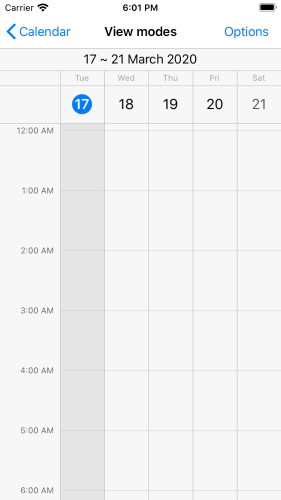 Carrier 6:01 PM
Calendar View modes Options
17 ~ 21 March 2020
Tue Wed Thu Fri Sat
17 18 19 20 21
12:00 AM
1:00 AM
2:00 AM
3:00 AM
4:00 AM
5:00 AM
6:00 AM